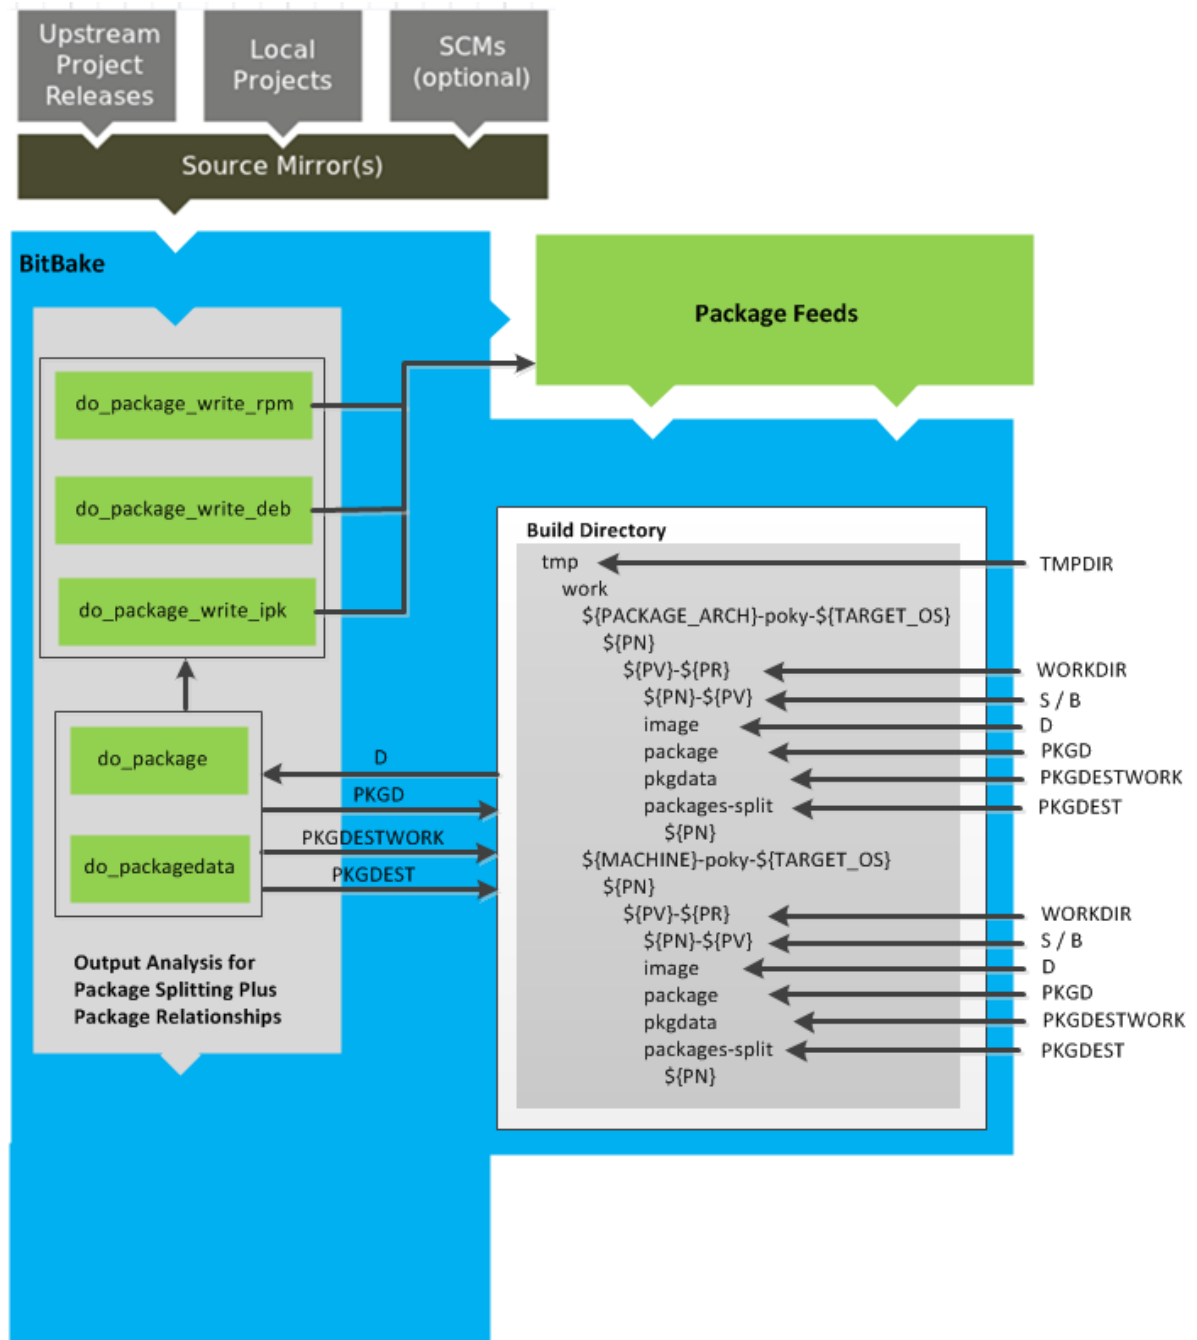 Upstream
Project
Releases
Local
Projects
SCMs
(optional)
Source Mirror(s)
BitBake
Package Feeds
do_package_write_rpm
do_package_write_deb
do_package_write_ipk
do_package
do_packagedata
D
PKGD
PKGDESTWORK
PKGDEST
Output Analysis for
Package Splitting Plus
Package Relationships
Build Directory
tmp
TMPDIR
work
${PACKAGE_ARCH}-poky-${TARGET_OS}
${PN}
${PV}-${PR}
WORKDIR
${PN}-${PV}
S / B
image
D
package
PKGD
pkgdata
PKGDESTWORK
packages-split
PKGDEST
${PN}
${MACHINE}-poky-${TARGET_OS}
${PN}
${PV}-${PR}
WORKDIR
${PN}-${PV}
S / B
image
D
package
PKGD
pkgdata
PKGDESTWORK
packages-split
PKGDEST
${PN}